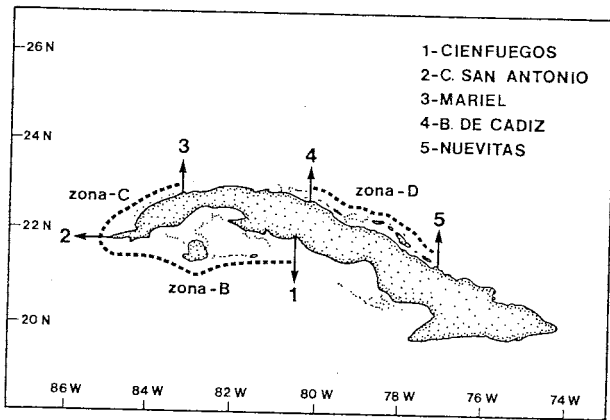 26 N
24 N
22 N
20 N
1-CIENFUEGOS
2-C. SAN ANTONIO
3-MARIEL
4-B. DE CADIZ
5-NUEVITAS
3
4
zona-C
zona-D
5
2
zona-B
1
86 W
84 W
82 W
80 W
78 W
76 W
74 W